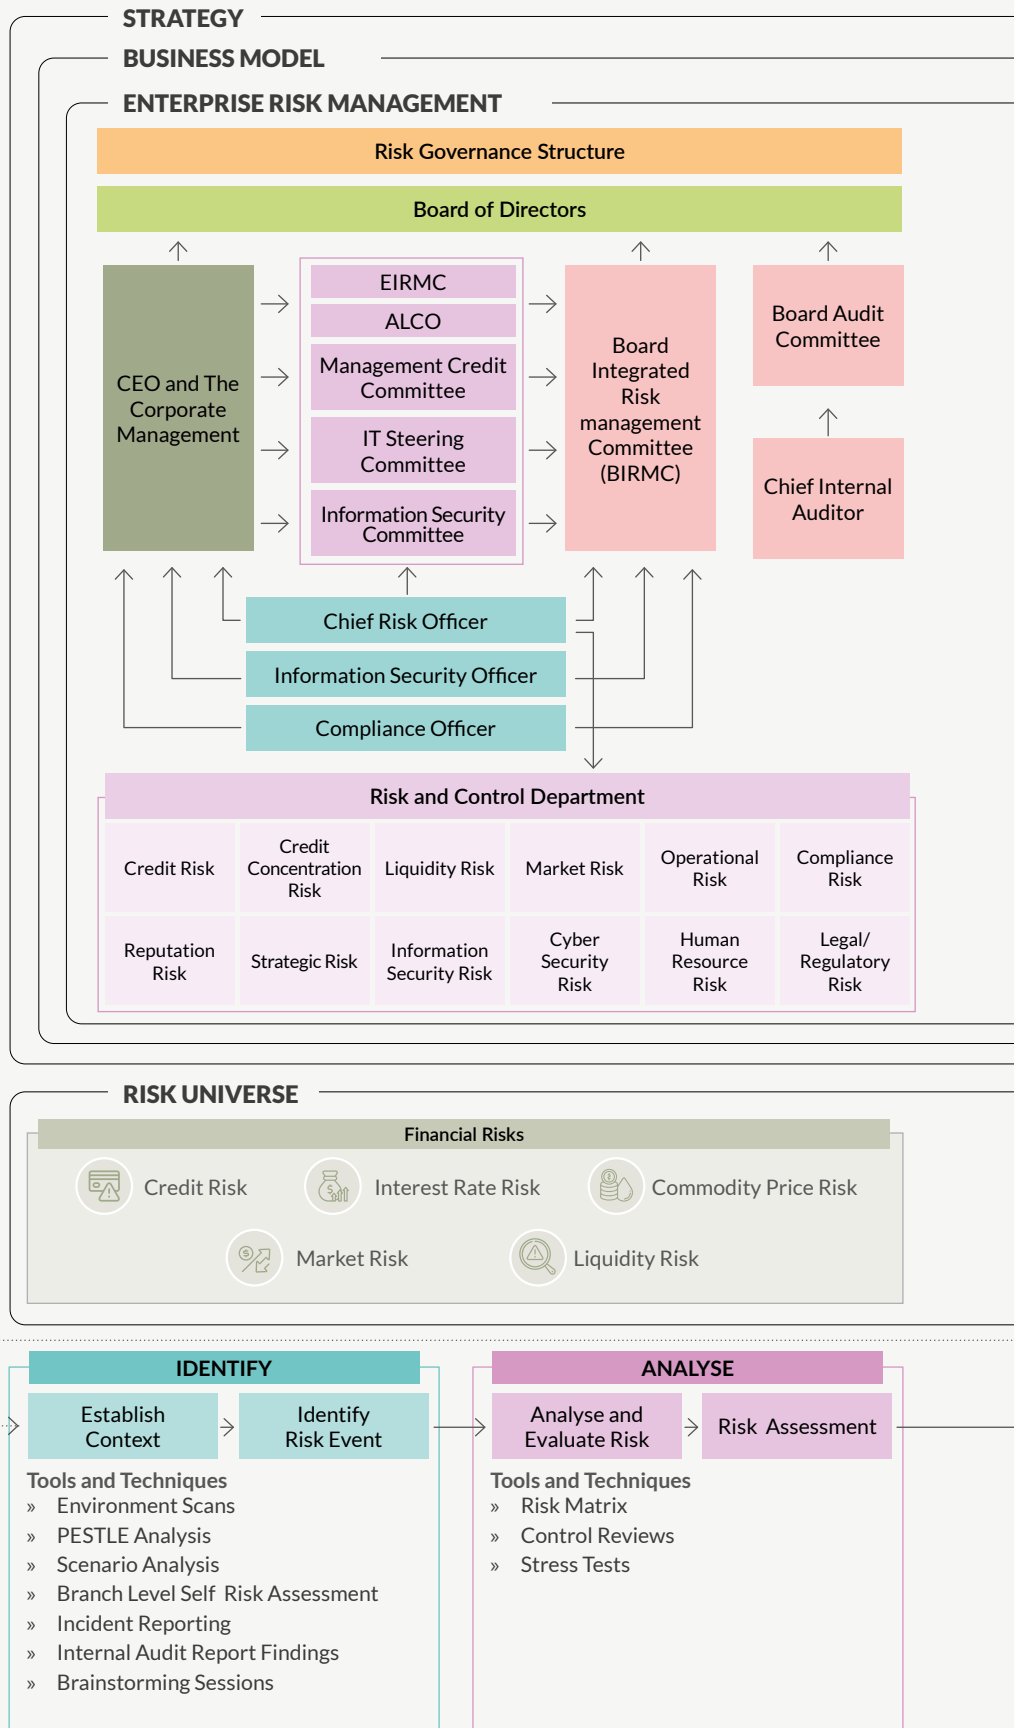 STRATEGY
BUSINESS MODEL
ENTERPRISE RISK MANAGEMENT
Risk Governance Structure
Board of Directors
CEO and The
Corporate
Management
EIRMC
ALCO
Management Credit
Committee
IT Steering
Committee
Information Security
Committee
Board
Integrated
Risk
management
Committee
(BIRMC)
Board Audit
Committee
Chief Internal
Auditor
Chief Risk Officer
Information Security Officer
Compliance Officer
Risk and Control Department
Credit Risk
Credit
Concentration
Risk
Liquidity Risk
Market Risk
Operational
Risk
Compliance
Risk
Reputation
Risk
Strategic Risk
Information
Security Risk
Cyber
Security
Risk
Human
Resource
Risk
Legal/
Regulatory
Risk
RISK UNIVERSE
Financial Risks
Credit Risk
Interest Rate Risk
Commodity Price Risk
Market Risk
Liquidity Risk
IDENTIFY
Establish
Context
Identify
Risk Event
Tools and Techniques
» Environment Scans
» PESTLE Analysis
» Scenario Analysis
» Branch Level Self Risk Assessment
» Incident Reporting
» Internal Audit Report Findings
» Brainstorming Sessions
ANALYSE
Analyse and
Evaluate Risk
Risk Assessment
Tools and Techniques
» Risk Matrix
» Control Reviews
» Stress Tests